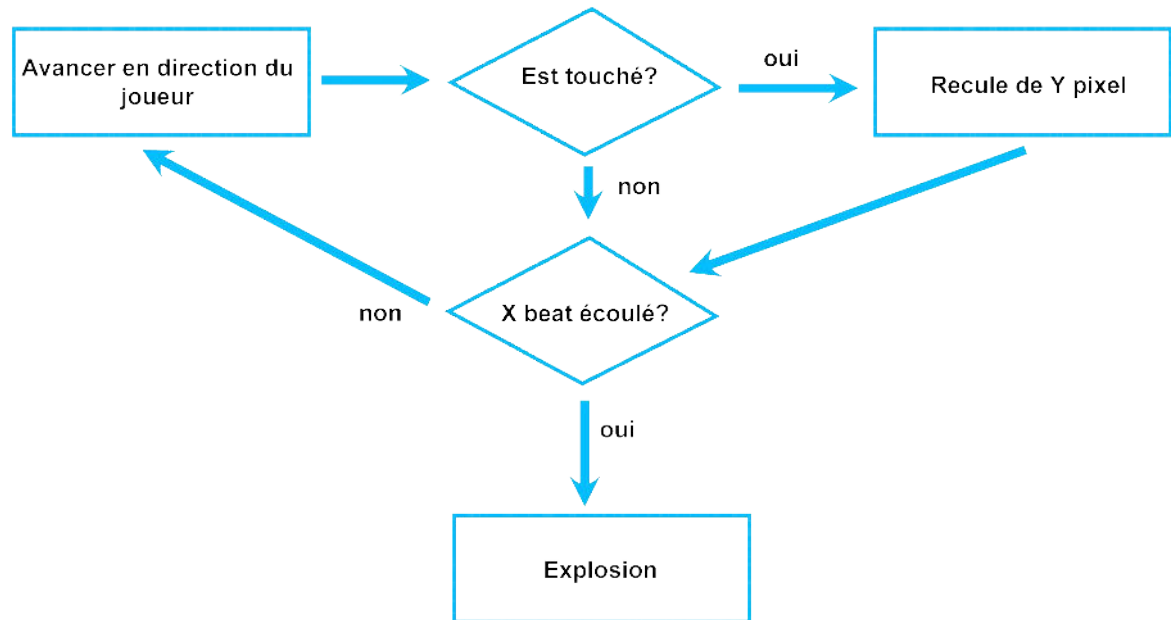 Avancer en direction du
joueur
Est touché?
oui
Recule de Y pixel
non
non
X beat écoulé?
oui
Explosion